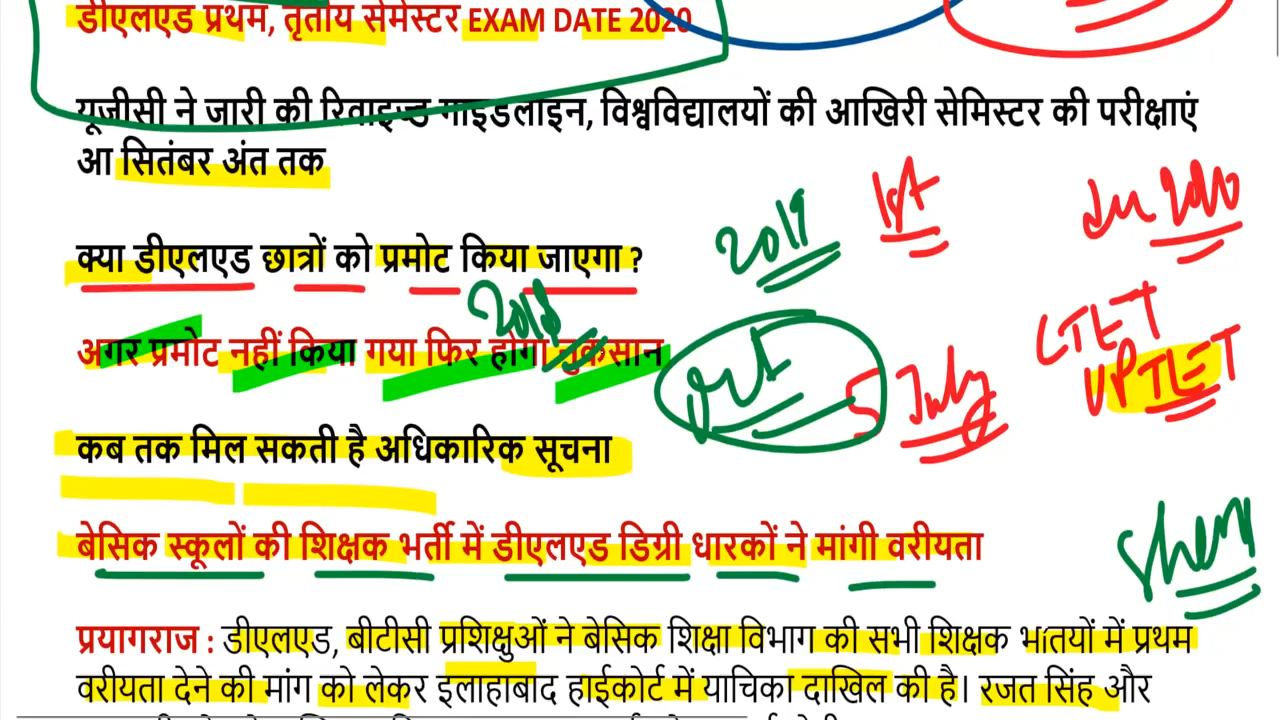 डीएलएड प्रथम, तृतीय सेमेस्टर EXAM DATE 2020
यूजीसी ने जारी की रिवाइज्ड गाइडलाइन, विश्वविद्यालयों की आखिरी सेमिस्टर की परीक्षाएं
आ सितंबर अंत तक
1st
2019
क्या डीएलएड छात्रों को प्रमोट किया जाएगा ?
2018
CTET
अगर प्रमोट नहीं किया गया फिर होगा नुकसान
UPTET
5 July
कब तक मिल सकती है अधिकारिक सूचना
बेसिक स्कूलों की शिक्षक भर्ती में डीएलएड डिग्री धारकों ने मांगी वरीयता
प्रयागराज : डीएलएड, बीटीसी प्रशिक्षुओं ने बेसिक शिक्षा विभाग की सभी शिक्षक भर्तियों में प्रथम
वरीयता देने की मांग को लेकर इलाहाबाद हाईकोर्ट में याचिका दाखिल की है। रजत सिंह और